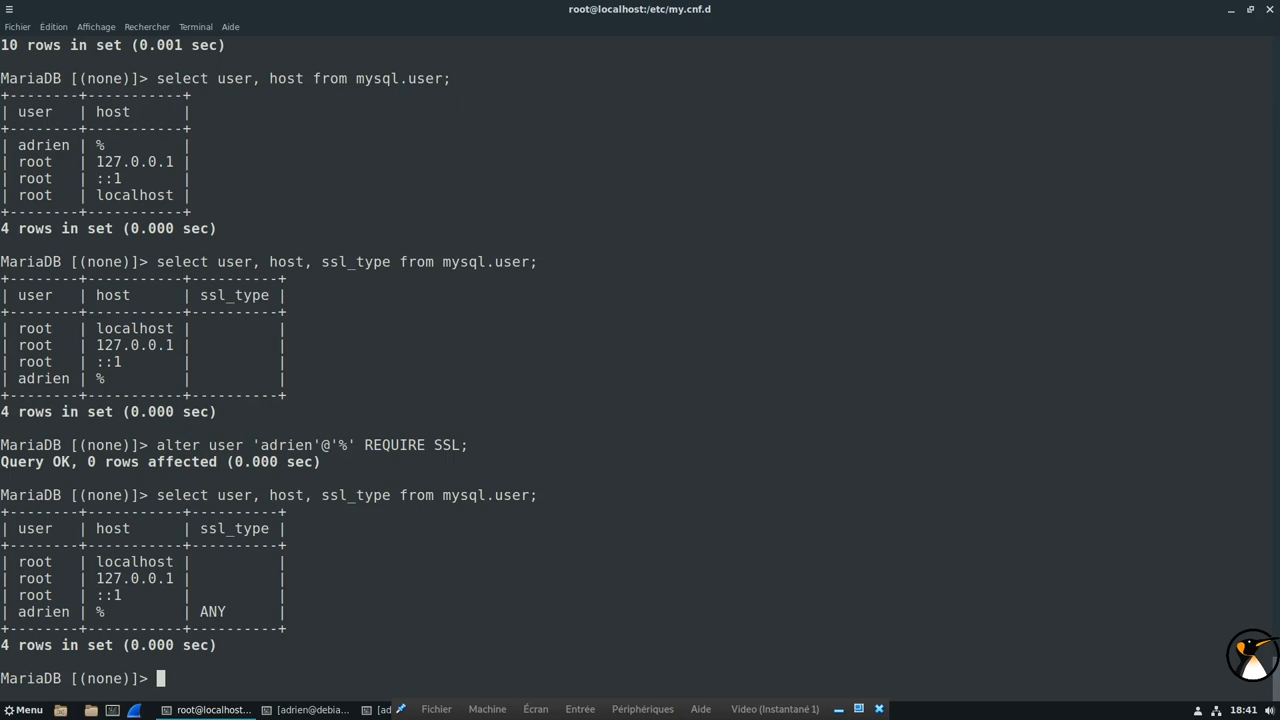 root@localhost:/etc/my.cnf.d
Fichier Édition Affichage Rechercher Terminal Aide
10 rows in set (0.001 sec)
MariaDB [(none)]> select user, host from mysql.user;
+--------+-----------+
| user   | host      |
+--------+-----------+
| adrien | %         |
| root   | 127.0.0.1 |
| root   | ::1       |
| root   | localhost |
+--------+-----------+
4 rows in set (0.000 sec)
MariaDB [(none)]> select user, host, ssl_type from mysql.user;
+--------+-----------+----------+
| user   | host      | ssl_type |
+--------+-----------+----------+
| root   | localhost |          |
| root   | 127.0.0.1 |          |
| root   | ::1       |          |
| adrien | %         |          |
+--------+-----------+----------+
4 rows in set (0.000 sec)
MariaDB [(none)]> alter user 'adrien'@'%' REQUIRE SSL;
Query OK, 0 rows affected (0.000 sec)
MariaDB [(none)]> select user, host, ssl_type from mysql.user;
+--------+-----------+----------+
| user   | host      | ssl_type |
+--------+-----------+----------+
| root   | localhost |          |
| root   | 127.0.0.1 |          |
| root   | ::1       |          |
| adrien | %         | ANY      |
+--------+-----------+----------+
4 rows in set (0.000 sec)
MariaDB [(none)]>
Menu root@localhost... [adrien@debia... [ad Fichier Machine Écran Entrée Périphériques Aide Video (Instantané 1) 18:41